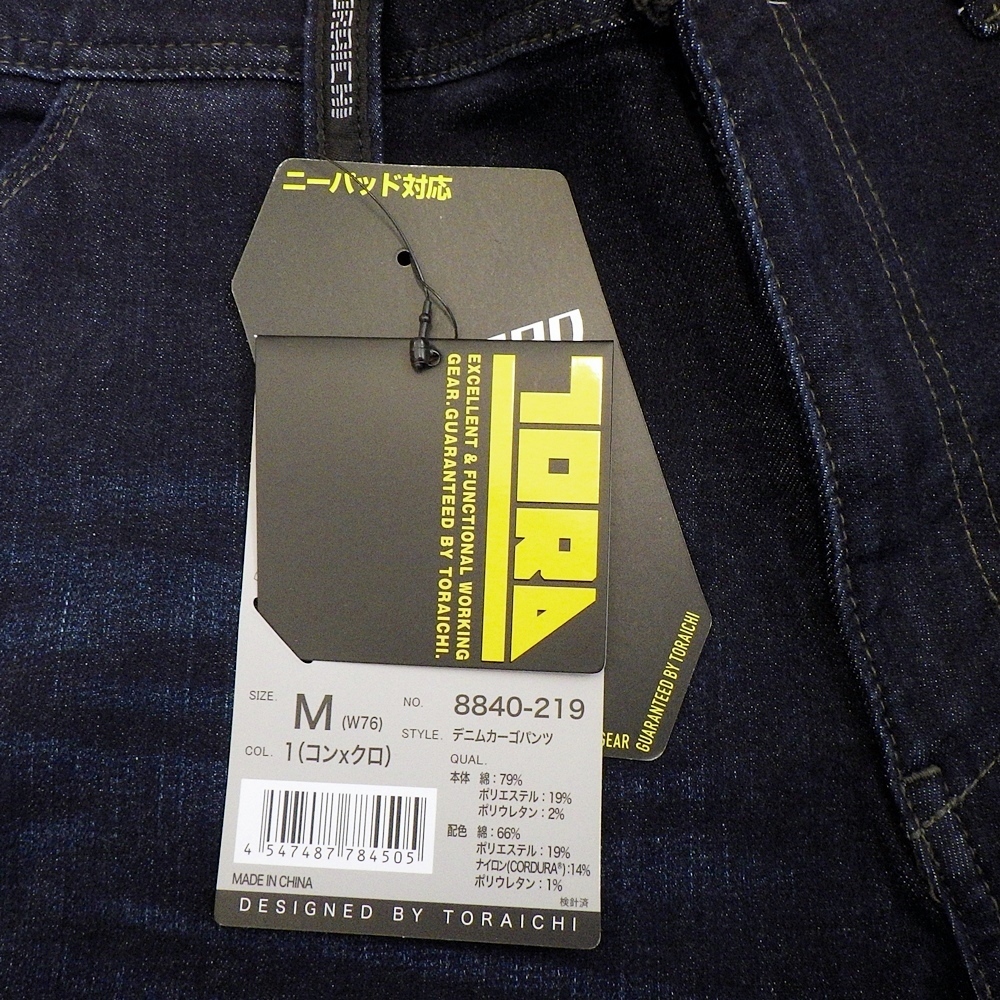 ニーパッド対応
TORA
EXCELLENT & FUNCTIONAL WORKING
GEAR.GUARANTEED BY TORAICHI.
GEAR GUARANTEED BY TORAICHI
SIZE. M (W76)
NO. 8840-219
COL. 1(コンxクロ)
STYLE. デニムカーゴパンツ
QUAL.
本体 綿:79%
ポリエステル:19%
ポリウレタン:2%
配色 綿:66%
ポリエステル:19%
ナイロン(CORDURA®):14%
ポリウレタン:1%
4 547487 784505
検針済
MADE IN CHINA
DESIGNED BY TORAICHI